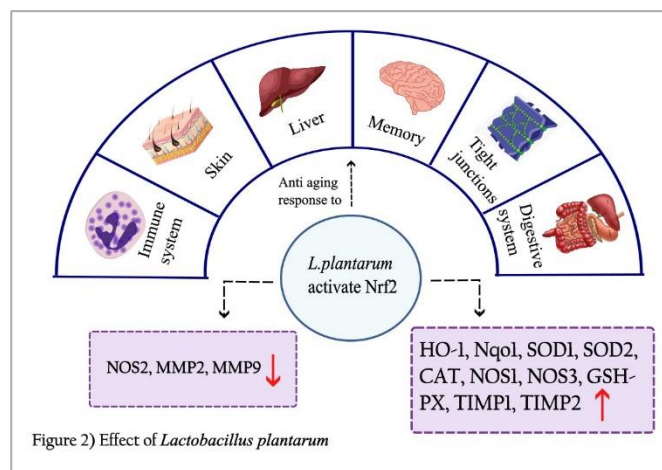 Immune
system
Skin
Liver
Memory
Tight
junctions
Digestive
system
Anti aging
response to
L.plantarum
activate Nrf2
NOS2, MMP2, MMP9
HO-1, Nqo1, SOD1, SOD2,
CAT, NOS1, NOS3, GSH-
PX, TIMP1, TIMP2
Figure 2) Effect of Lactobacillus plantarum